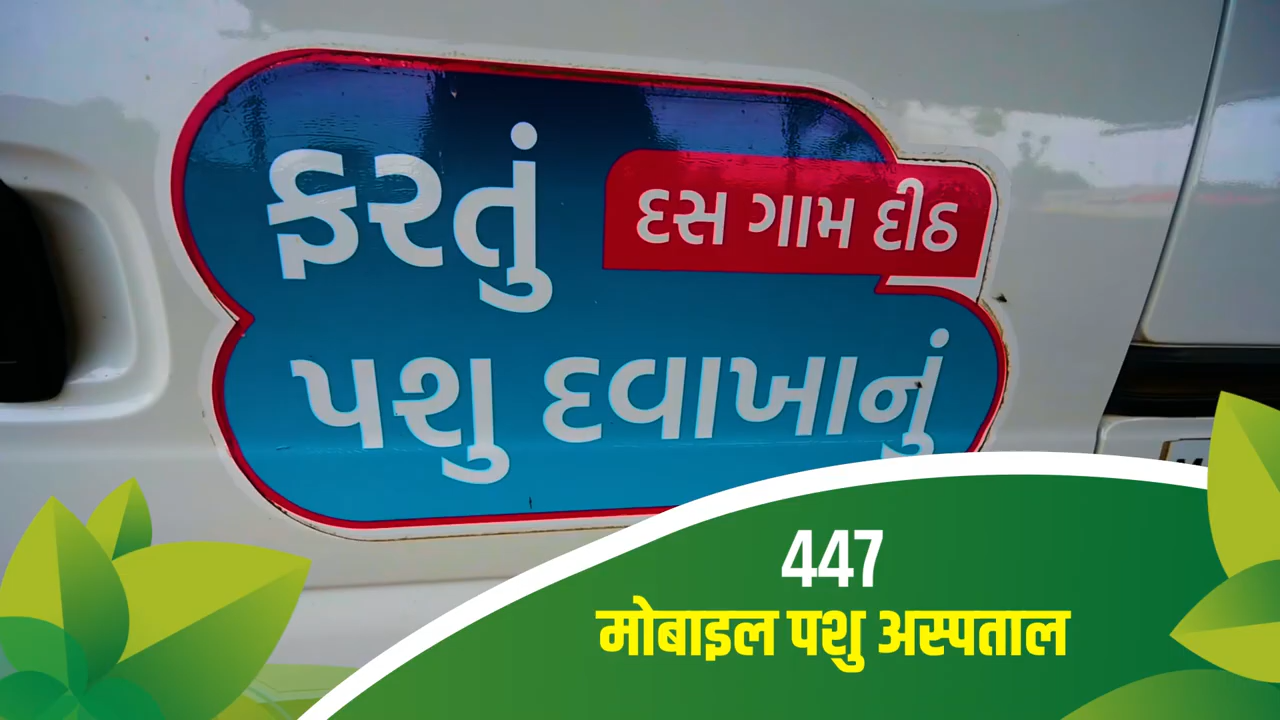 ફરતું
દસ ગામ દીઠ
પશુ દવાખાનું
447
मोबाइल पशु अस्पताल